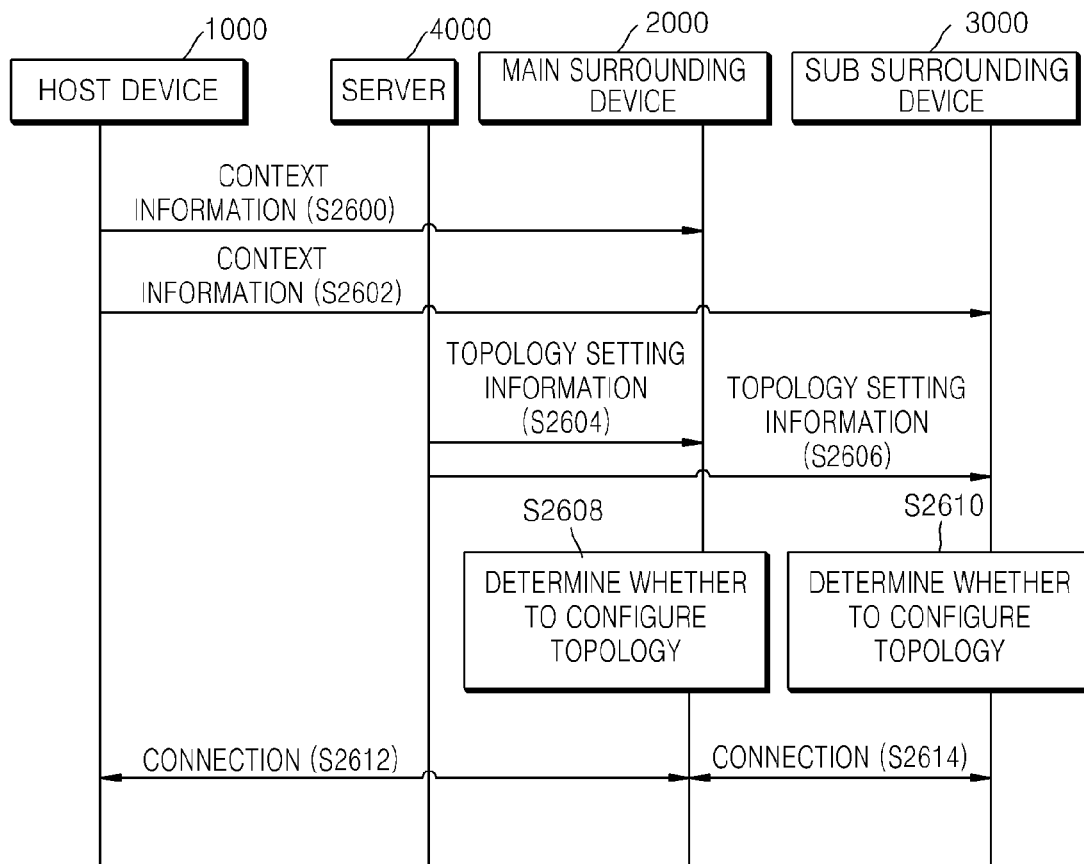 1000
4000
2000
3000
HOST DEVICE
SERVER
MAIN SURROUNDING
DEVICE
SUB SURROUNDING
DEVICE
CONTEXT
INFORMATION (S2600)
CONTEXT
INFORMATION (S2602)
TOPOLOGY SETTING
INFORMATION
(S2604)
TOPOLOGY SETTING
INFORMATION
(S2606)
S2608
S2610
DETERMINE WHETHER
TO CONFIGURE
TOPOLOGY
DETERMINE WHETHER
TO CONFIGURE
TOPOLOGY
CONNECTION (S2612)
CONNECTION (S2614)